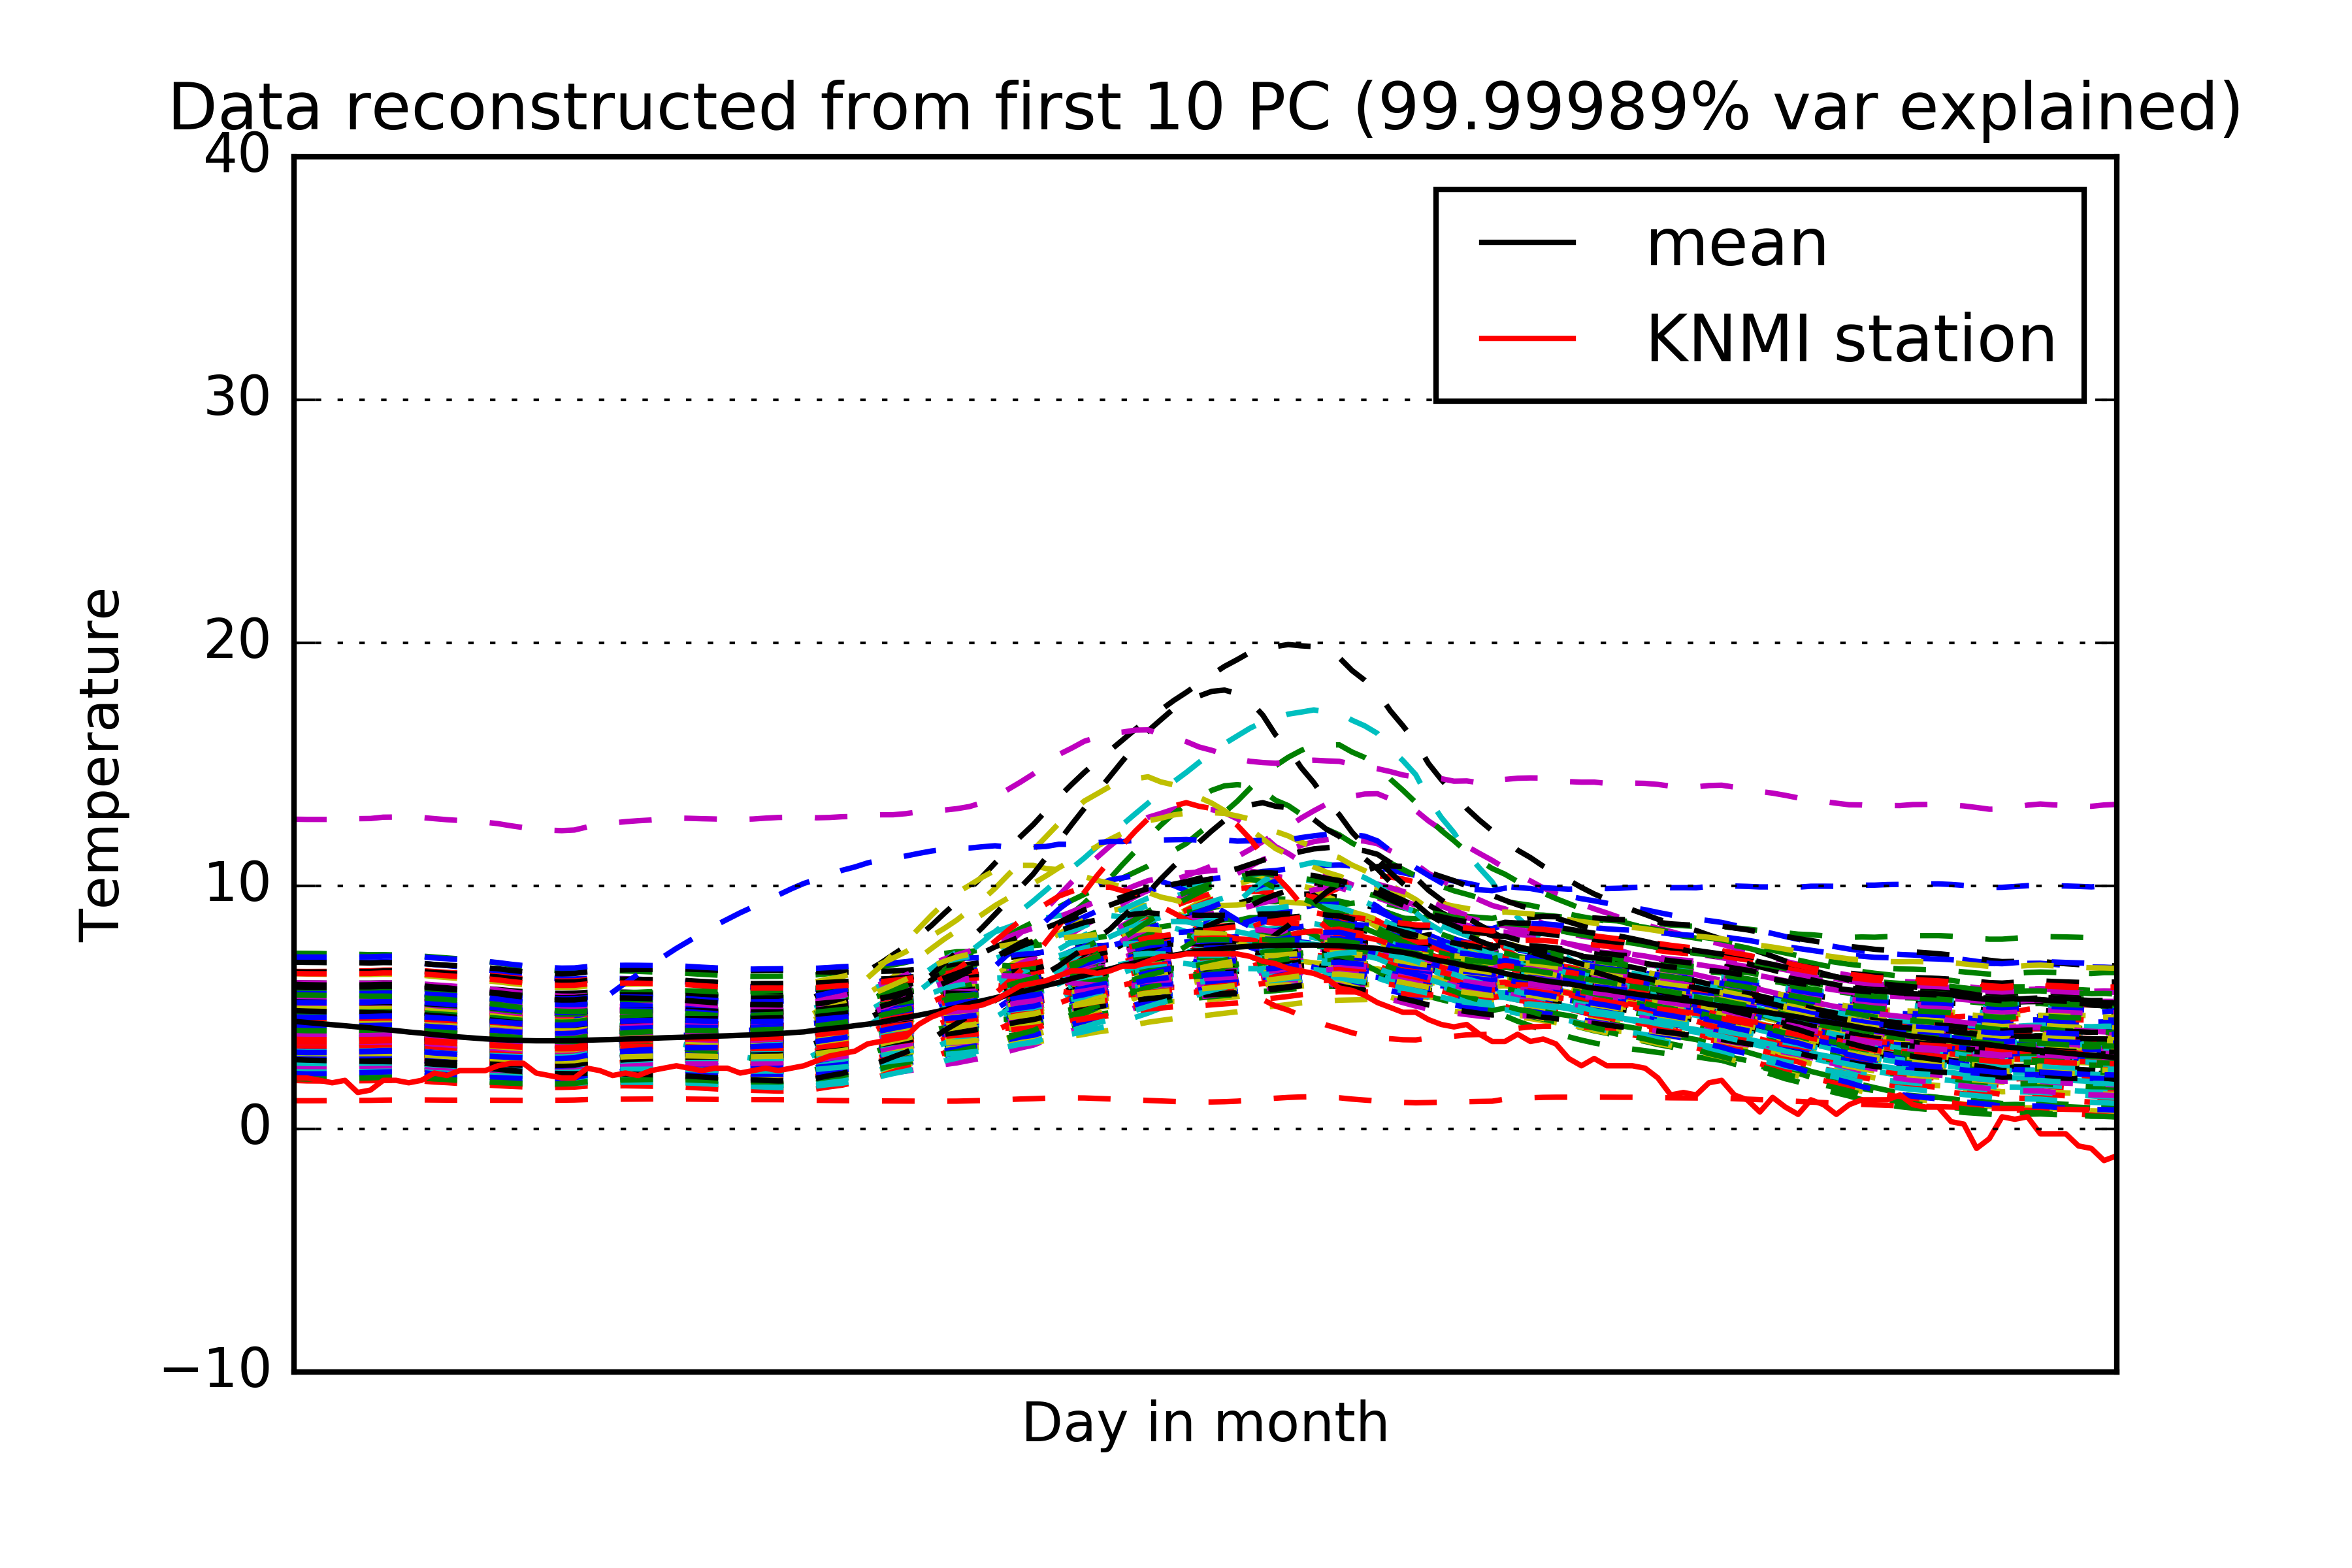 Data reconstructed from first 10 PC (99.99989% var explained)
40
mean
KNMI station
30
20
10
0
−10
Temperature
Day in month